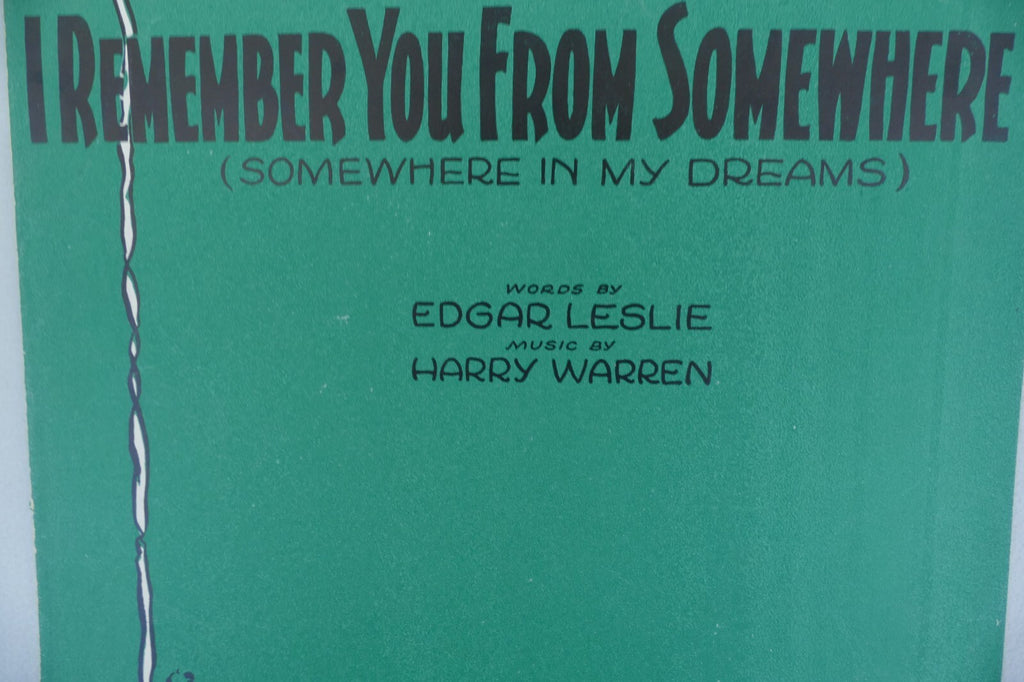 I REMEMBER YOU FROM SOMEWHERE
(SOMEWHERE IN MY DREAMS)
WORDS BY
EDGAR LESLIE
MUSIC BY
HARRY WARREN